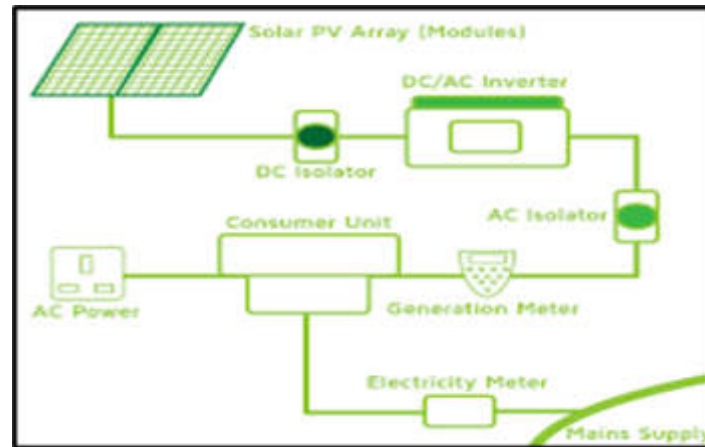 Solar PV Array (Modules)
DC/AC Inverter
DC Isolator
AC Isolator
Consumer Unit
AC Power
Generation Meter
Electricity Meter
Mains Supply